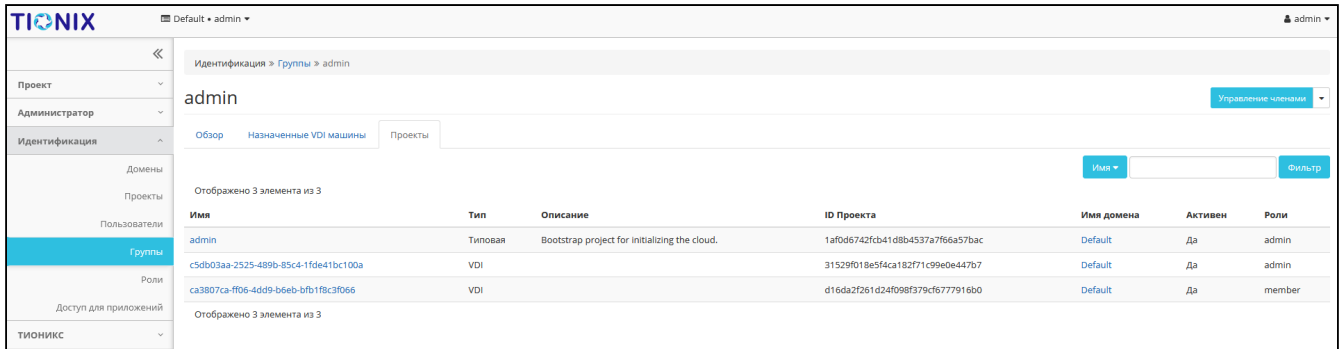 TIONIX
Default • admin
admin
Идентификация » Группы » admin
Проект
Администратор
Идентификация
Домены
Проекты
Пользователи
Группы
Роли
Доступ для приложений
ТИОНИКС
admin
Управление членами
Обзор Назначенные VDI машины Проекты
Имя Фильтр
Отображено 3 элемента из 3
Имя Тип Описание ID Проекта Имя домена Активен Роли
admin Типовая Bootstrap project for initializing the cloud. 1af0d6742fcb41d8b4537a7f66a57bac Default Да admin
c5db03aa-2525-489b-85c4-1fde41bc100a VDI 31529f018e5f4ca182f71c99e0e447b7 Default Да admin
ca3807ca-ff06-4dd9-b6eb-bfb1f8c3f066 VDI d16da2f261d24f098f379cf6777916b0 Default Да member
Отображено 3 элемента из 3